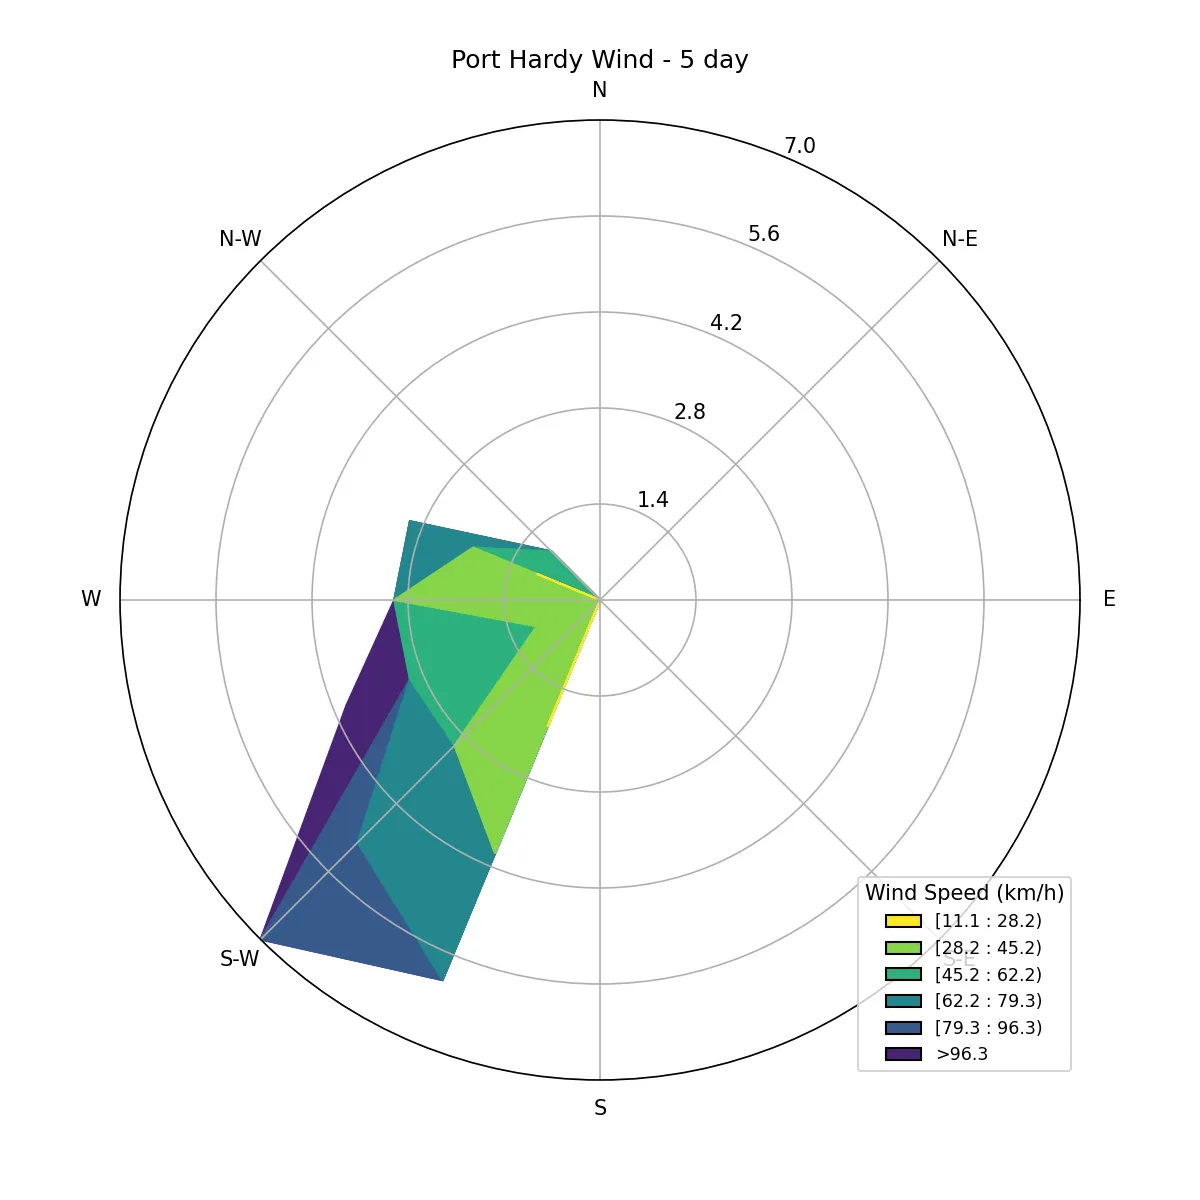 Port Hardy Wind - 5 day
N
7.0
N-W
5.6
N-E
4.2
2.8
1.4
W
E
S-W
S-E
Wind Speed (km/h)
[11.1 : 28.2)
[28.2 : 45.2)
[45.2 : 62.2)
[62.2 : 79.3)
[79.3 : 96.3)
>96.3
S